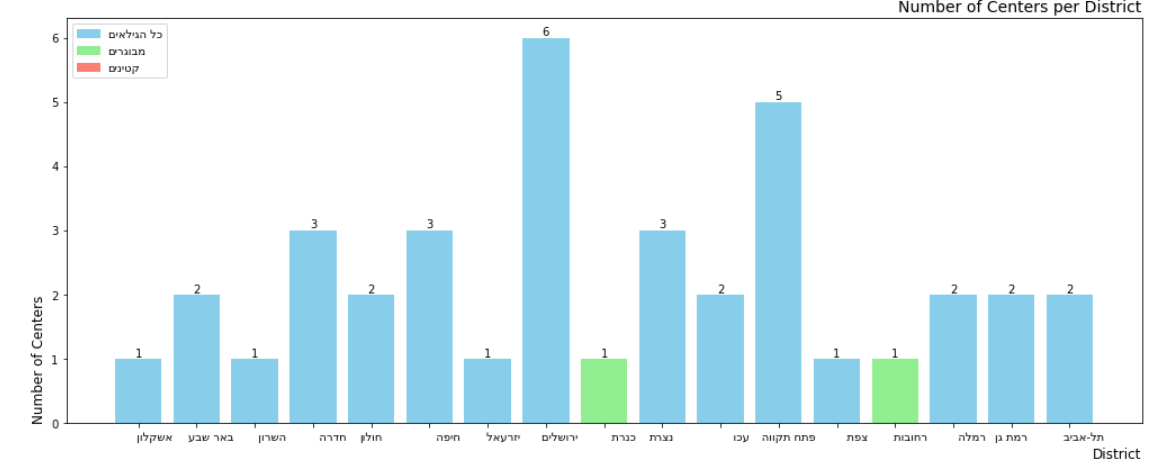 Number of Centers per District
כל הגילאים
מבוגרים
קטינים
6
5
4
3
2
1
0
Number of Centers
1
2
1
3
2
3
1
6
1
3
2
5
1
1
2
2
2
אשקלון
באר שבע
השרון
חדרה
חולון
חיפה
יזרעאל
ירושלים
כנרת
נצרת
עכו
פתח תקווה
צפת
רחובות
רמלה
רמת גן
תל-אביב
District